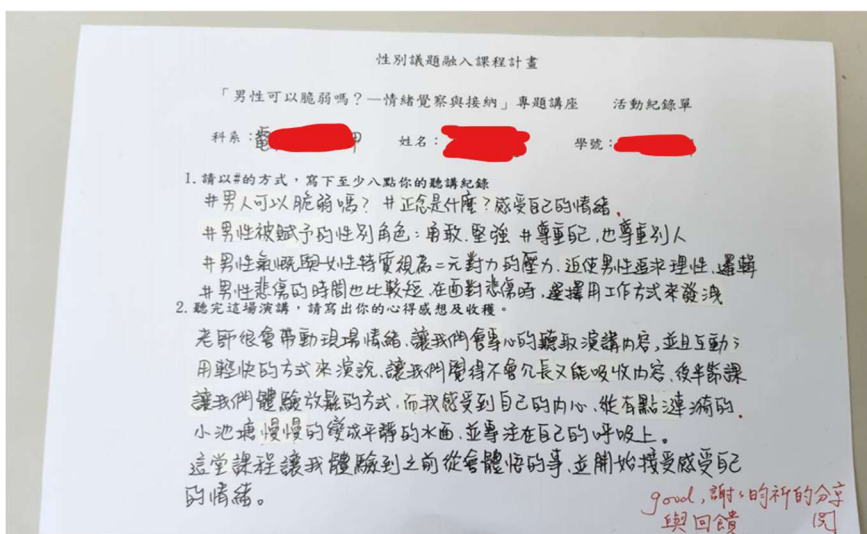 性別議題融入課程計畫
「男性可以脆弱嗎？—情緒覺察與接納」專題講座 活動紀錄單
科系： 姓名： 學號：
1.請以#的方式，寫下至少八點你的聽講紀錄
#男人可以脆弱嗎？ #正念是什麼？感受自己的情緒.
#男性被賦予的性別角色：勇敢.堅強 #尊重自己,也尊重別人
#男性氣慨與女性特質視為二元對力的壓力,迫使男性追求理性、邏輯
#男性悲傷的時間也比較短.在面對悲傷時,選擇用工作方式來發洩
2.聽完這場演講，請寫出你的心得感想及收穫。
老師很會帶動現場情緒.讓我們會專心的聽取演講內容,並且互動,
用輕快的方式來演說.讓我們覺得不會冗長又能吸收內容,後半節課
讓我們體驗放鬆的方式,而我感受到自己的內心.從有點漣漪的.
小池塘慢慢的變成平靜的水面.並專注在自己的呼吸上。
這堂課程讓我體驗到之前從會體悟的事.並開始接受感受自己
的情緒。
good,謝謝的祈的分享
與回饋 閱